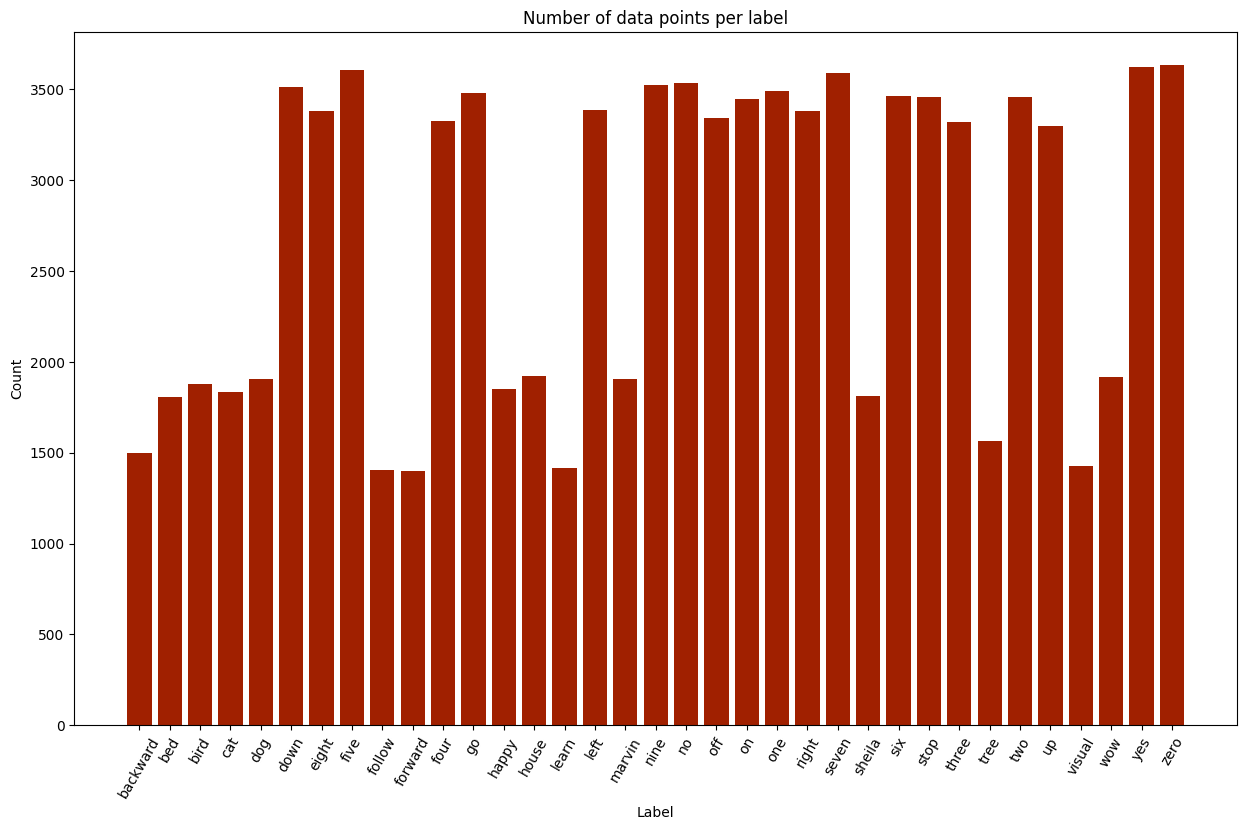 Number of data points per label
Count
3500
3000
2500
2000
1500
1000
500
0
backward
bed
bird
cat
dog
down
eight
five
follow
forward
four
go
happy
house
learn
left
marvin
nine
no
off
on
one
right
seven
sheila
six
stop
three
tree
two
up
visual
wow
yes
zero
Label